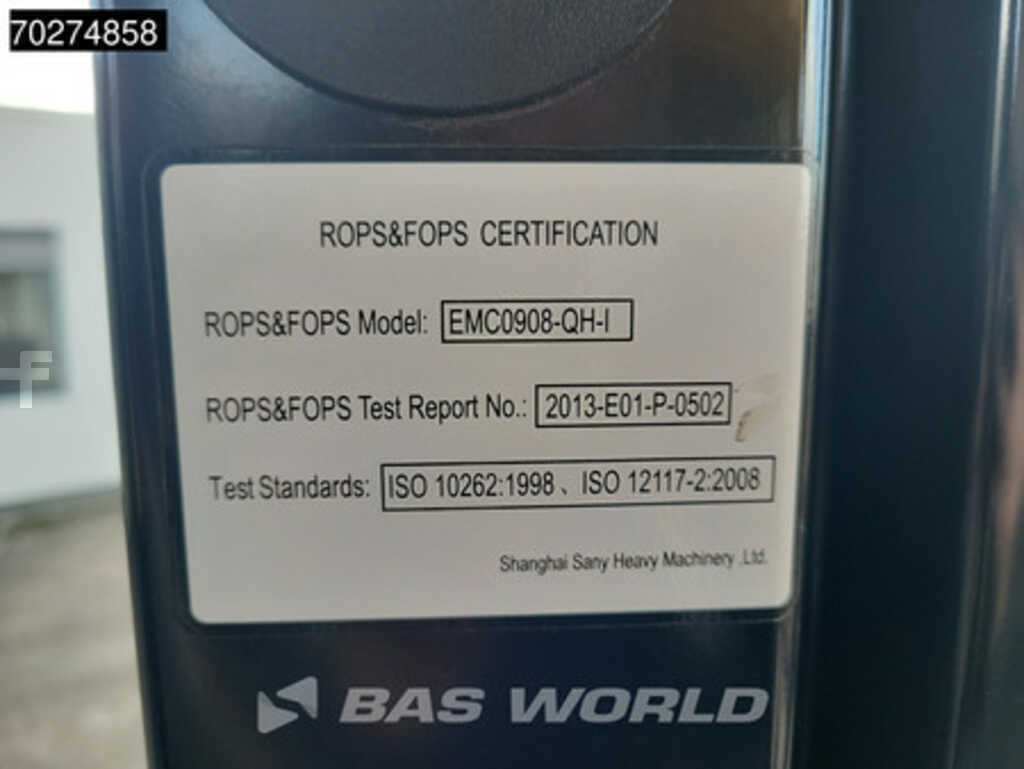 70274858
ROPS&FOPS CERTIFICATION
ROPS&FOPS Model: EMC0908-QH-I
ROPS&FOPS Test Report No.: 2013-E01-P-0502
Test Standards: ISO 10262:1998、ISO 12117-2:2008
Shanghai Sany Heavy Machinery .Ltd.
BAS WORLD